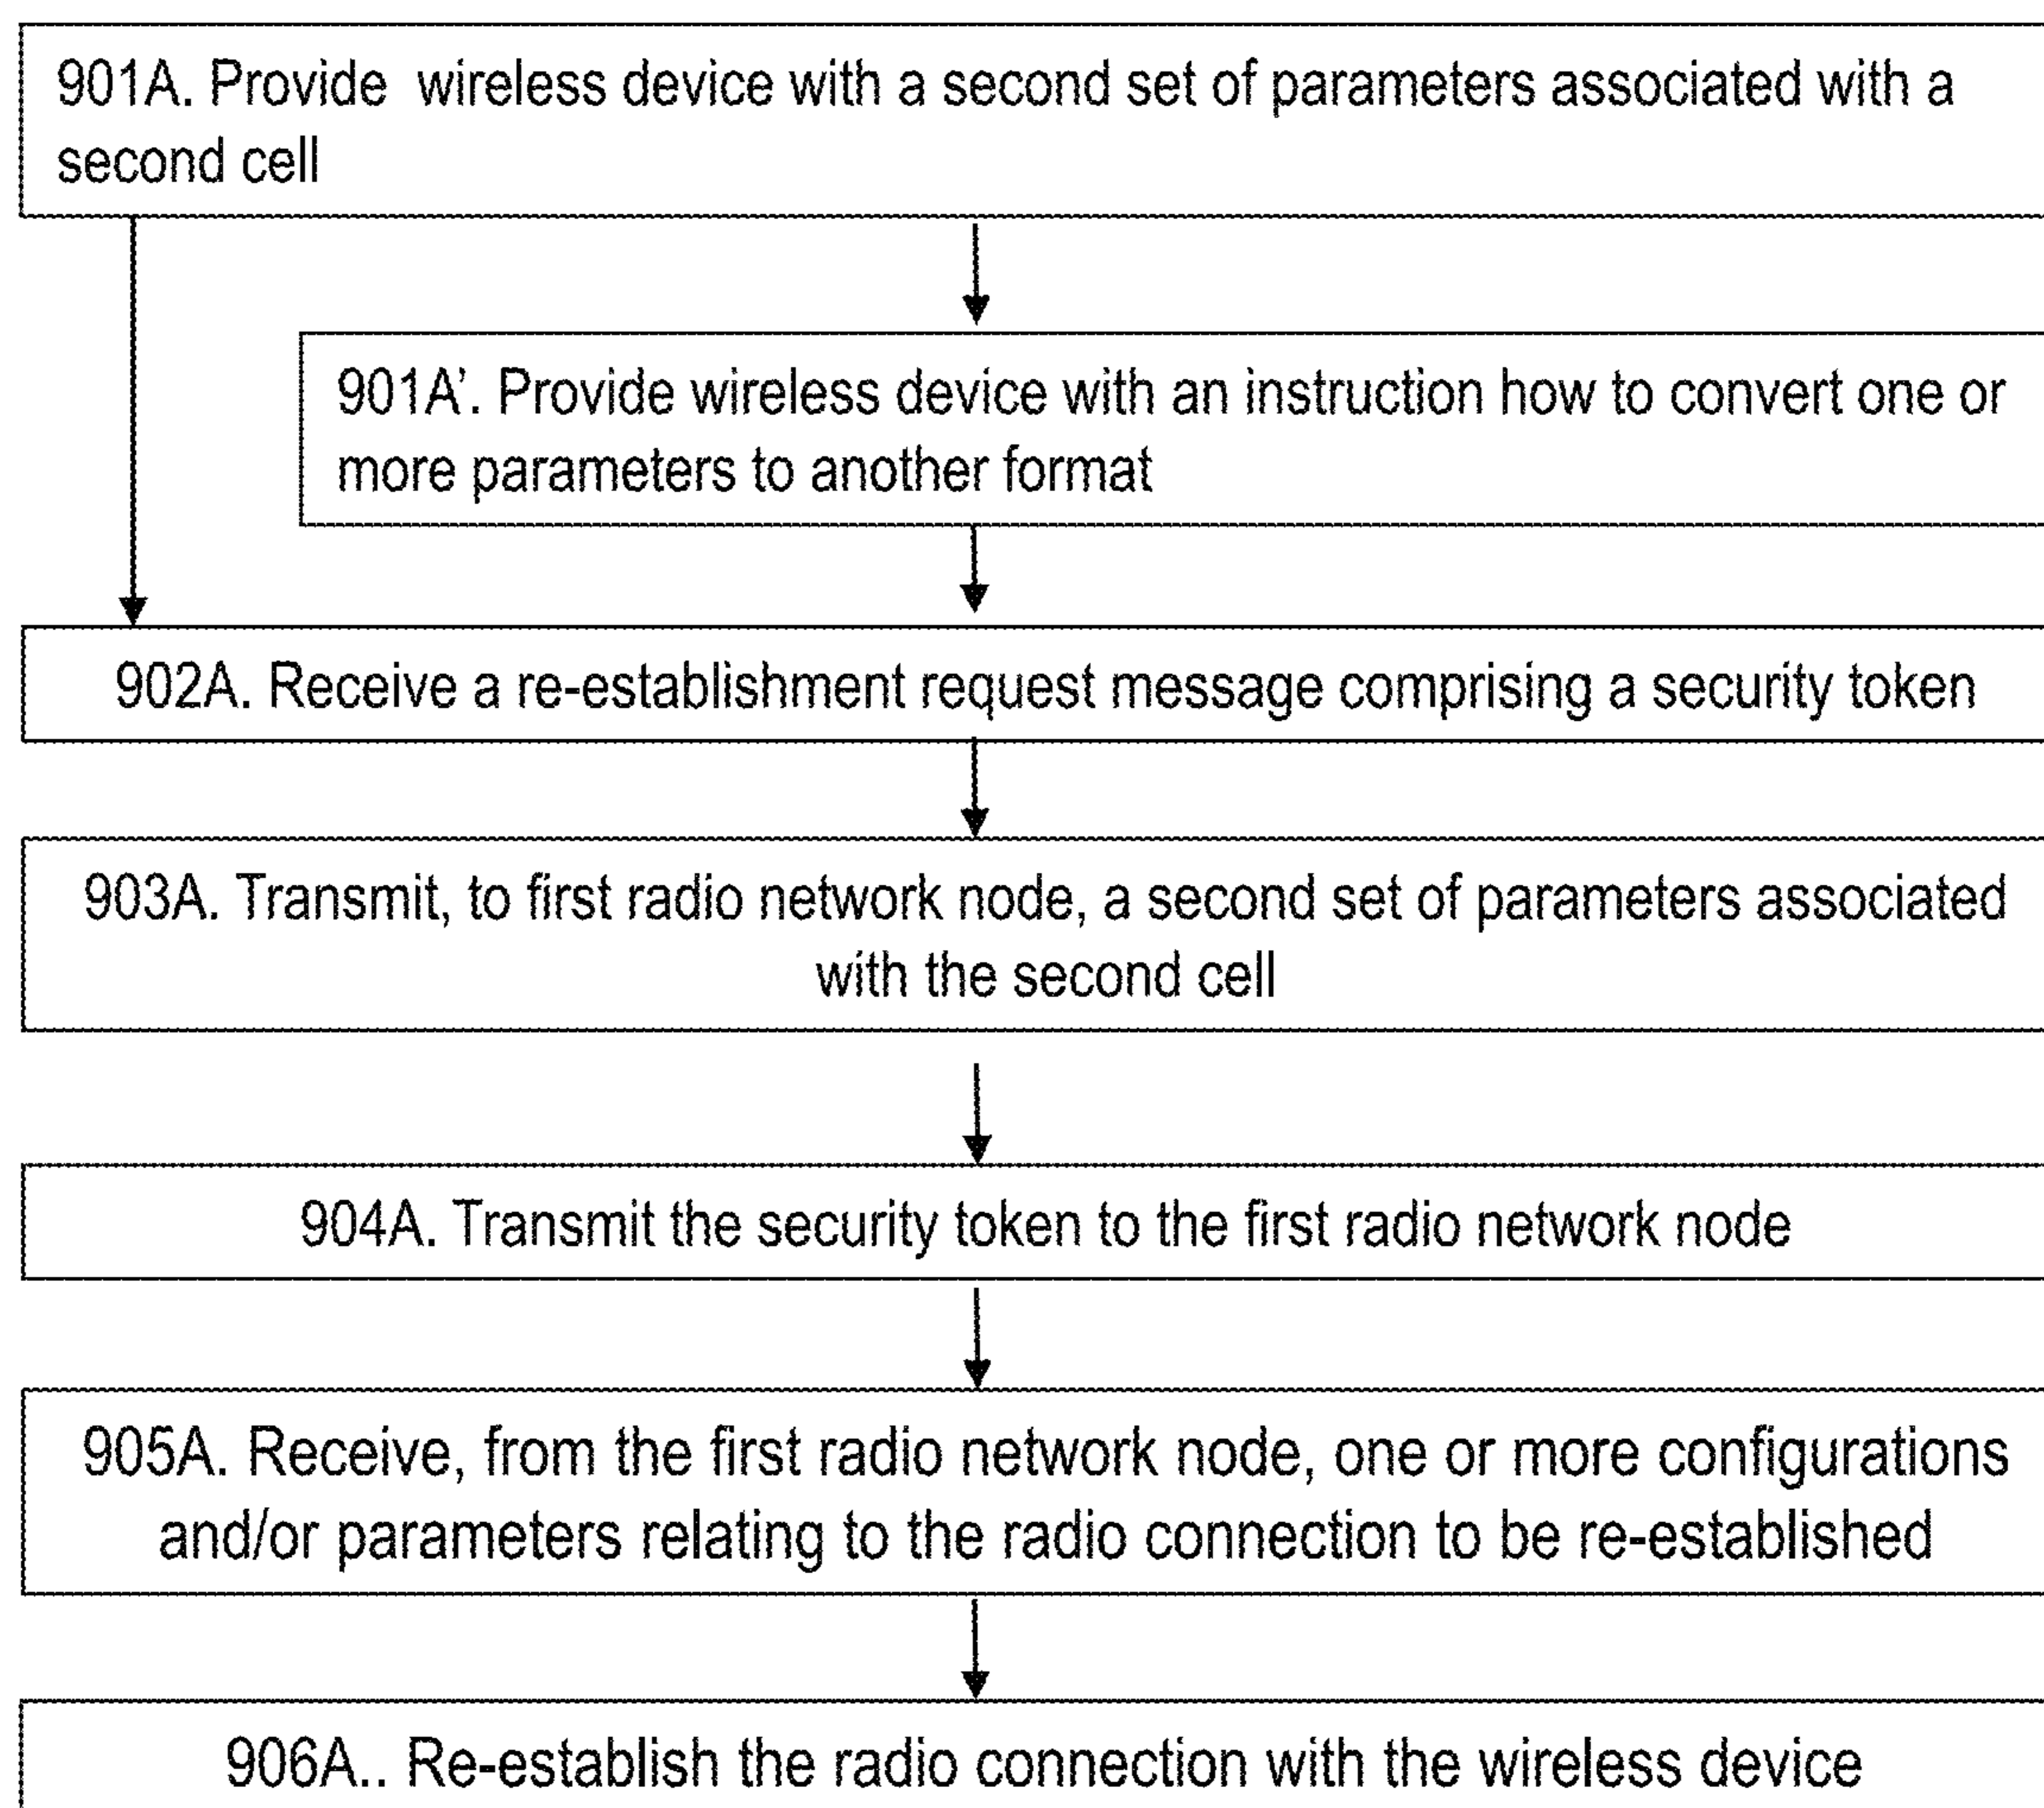 901A. Provide wireless device with a second set of parameters associated with a
second cell
901A'. Provide wireless device with an instruction how to convert one or
more parameters to another format
902A. Receive a re-establishment request message comprising a security token
903A. Transmit, to first radio network node, a second set of parameters associated
with the second cell
904A. Transmit the security token to the first radio network node
905A. Receive, from the first radio network node, one or more configurations
and/or parameters relating to the radio connection to be re-established
906A.. Re-establish the radio connection with the wireless device